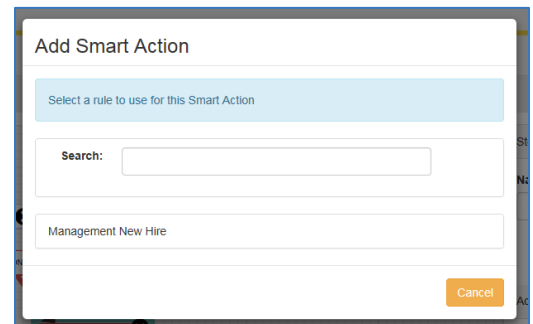 Add Smart Action
Select a rule to use for this Smart Action
Search:
Management New Hire
Cancel